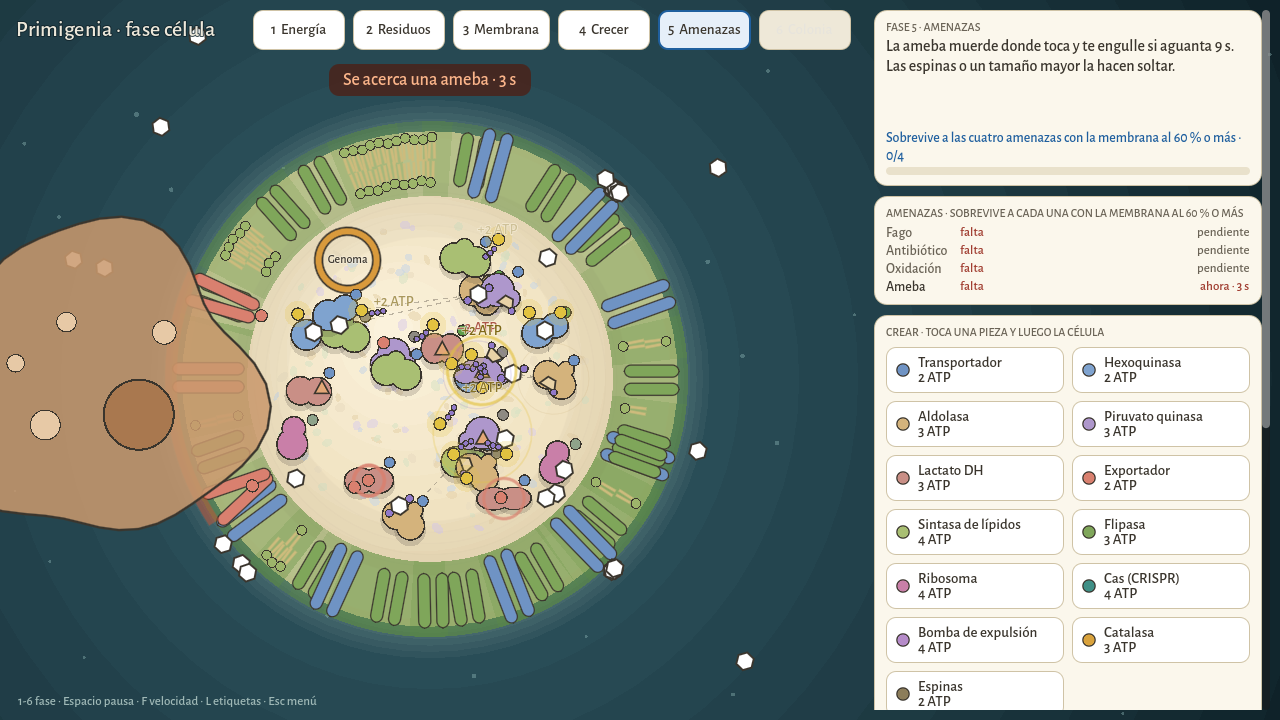 Primigenia · fase célula
1 Energía
2 Residuos
3 Membrana
4 Crecer
5 Amenazas
Se acerca una ameba · 3 s
Genoma
+2 ATP
+2 ATP
+2 ATP
+2 ATP
1-6 fase · Espacio pausa · F velocidad · L etiquetas · Esc menú
FASE 5 · AMENAZAS
La ameba muerde donde toca y te engulle si aguanta 9 s.
Las espinas o un tamaño mayor la hacen soltar.
Sobrevive a las cuatro amenazas con la membrana al 60 % o más ·
0/4
AMENAZAS · SOBREVIVE A CADA UNA CON LA MEMBRANA AL 60 % O MÁS
Fago falta pendiente
Antibiótico falta pendiente
Oxidación falta pendiente
Ameba falta ahora · 3 s
CREAR · TOCA UNA PIEZA Y LUEGO LA CÉLULA
Transportador
2 ATP
Hexoquinasa
2 ATP
Aldolasa
3 ATP
Piruvato quinasa
3 ATP
Lactato DH
3 ATP
Exportador
2 ATP
Sintasa de lípidos
4 ATP
Flipasa
3 ATP
Ribosoma
4 ATP
Cas (CRISPR)
4 ATP
Bomba de expulsión
4 ATP
Catalasa
3 ATP
Espinas
2 ATP